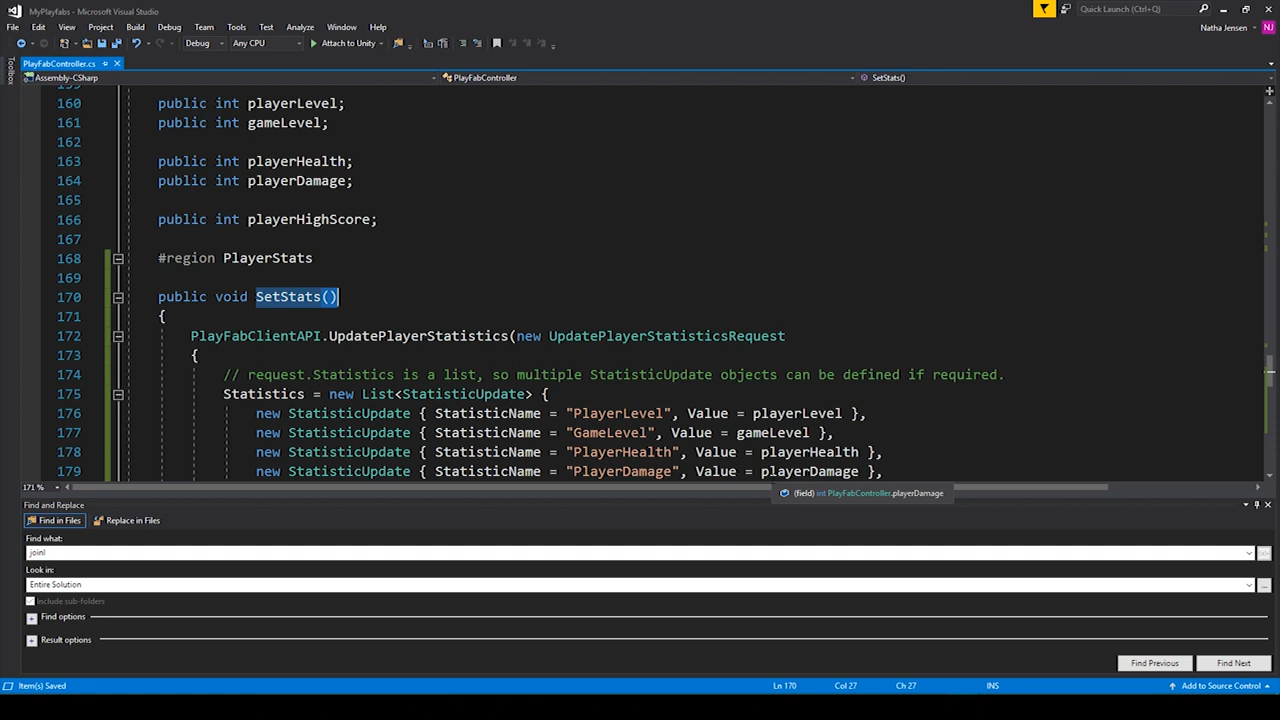 MyPlayfabs - Microsoft Visual Studio
Quick Launch (Ctrl+Q)
File Edit View Project Build Debug Team Tools Test Analyze Window Help
Natha Jensen NJ
Debug Any CPU Attach to Unity
Toolbox
PlayFabController.cs
Assembly-CSharp PlayFabController SetStats()
159
160 public int playerLevel;
161 public int gameLevel;
162
163 public int playerHealth;
164 public int playerDamage;
165
166 public int playerHighScore;
167
168 #region PlayerStats
169
170 public void SetStats()
171 {
172 PlayFabClientAPI.UpdatePlayerStatistics(new UpdatePlayerStatisticsRequest
173 {
174 // request.Statistics is a list, so multiple StatisticUpdate objects can be defined if required.
175 Statistics = new List<StatisticUpdate> {
176 new StatisticUpdate { StatisticName = "PlayerLevel", Value = playerLevel },
177 new StatisticUpdate { StatisticName = "GameLevel", Value = gameLevel },
178 new StatisticUpdate { StatisticName = "PlayerHealth", Value = playerHealth },
179 new StatisticUpdate { StatisticName = "PlayerDamage", Value = playerDamage },
171 %
(field) int PlayFabController.playerDamage
Find and Replace
Find in Files Replace in Files
Find what:
joinl
Look in:
Entire Solution
...
Include sub-folders
Find options
Result options
Find Previous Find Next
Item(s) Saved Ln 170 Col 27 Ch 27 INS Add to Source Control